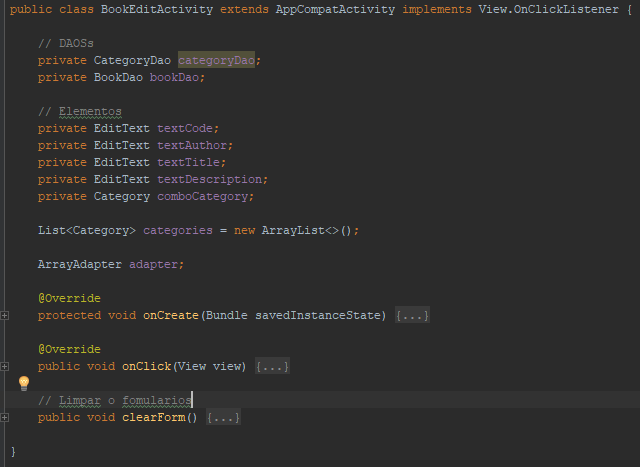 public class BookEditActivity extends AppCompatActivity implements View.OnClickListener {
// DAOSs
private CategoryDao categoryDao;
private BookDao bookDao;
// Elementos
private EditText textCode;
private EditText textAuthor;
private EditText textTitle;
private EditText textDescription;
private Category comboCategory;
List<Category> categories = new ArrayList<>();
ArrayAdapter adapter;
@Override
protected void onCreate(Bundle savedInstanceState) {...}
@Override
public void onClick(View view) {...}
// Limpar o fomularios
public void clearForm() {...}
}